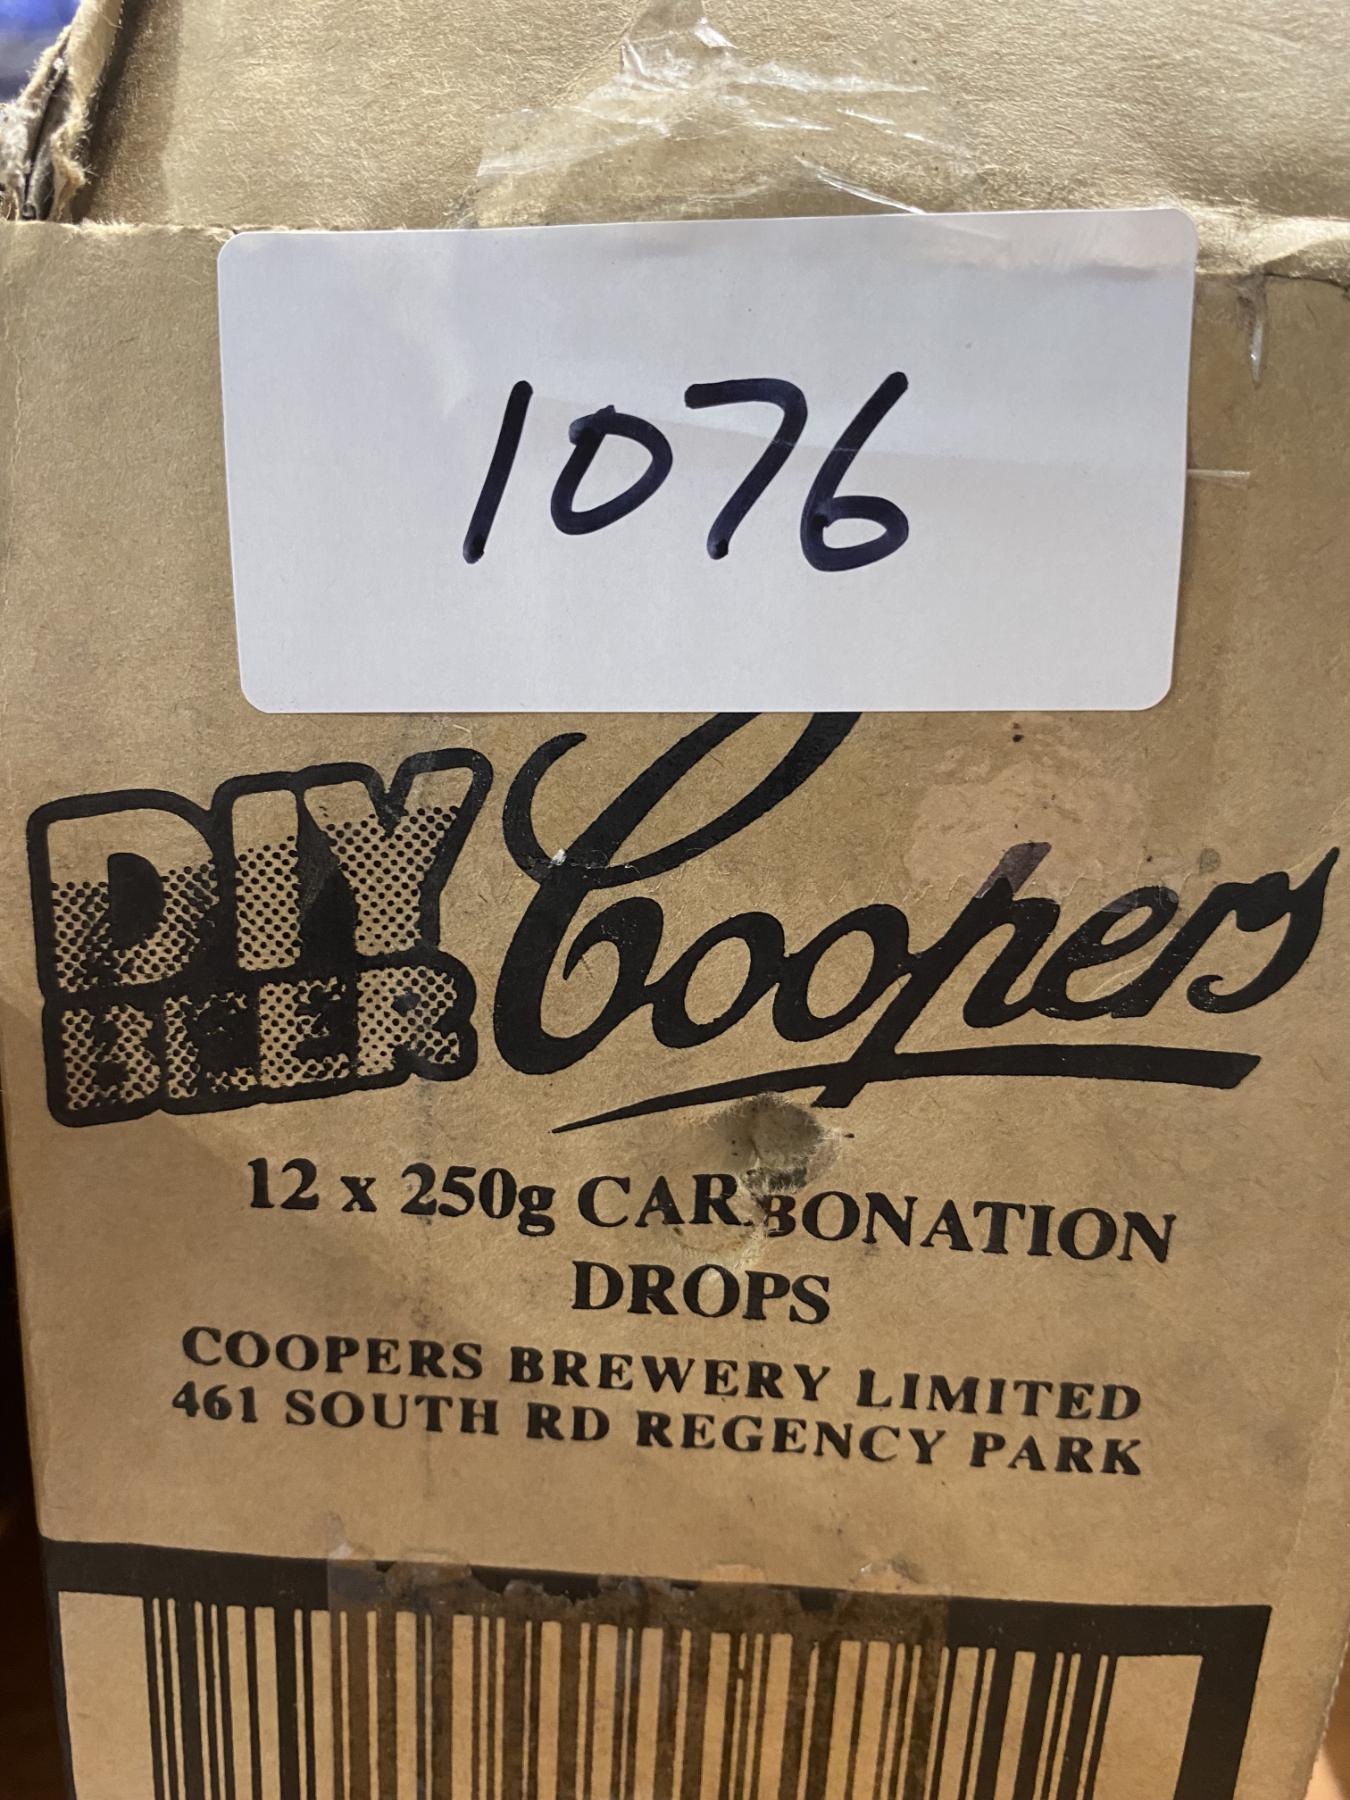 1076
DIY Coopers
BEER
12 x 250g CARBONATION
DROPS
COOPERS BREWERY LIMITED
461 SOUTH RD REGENCY PARK